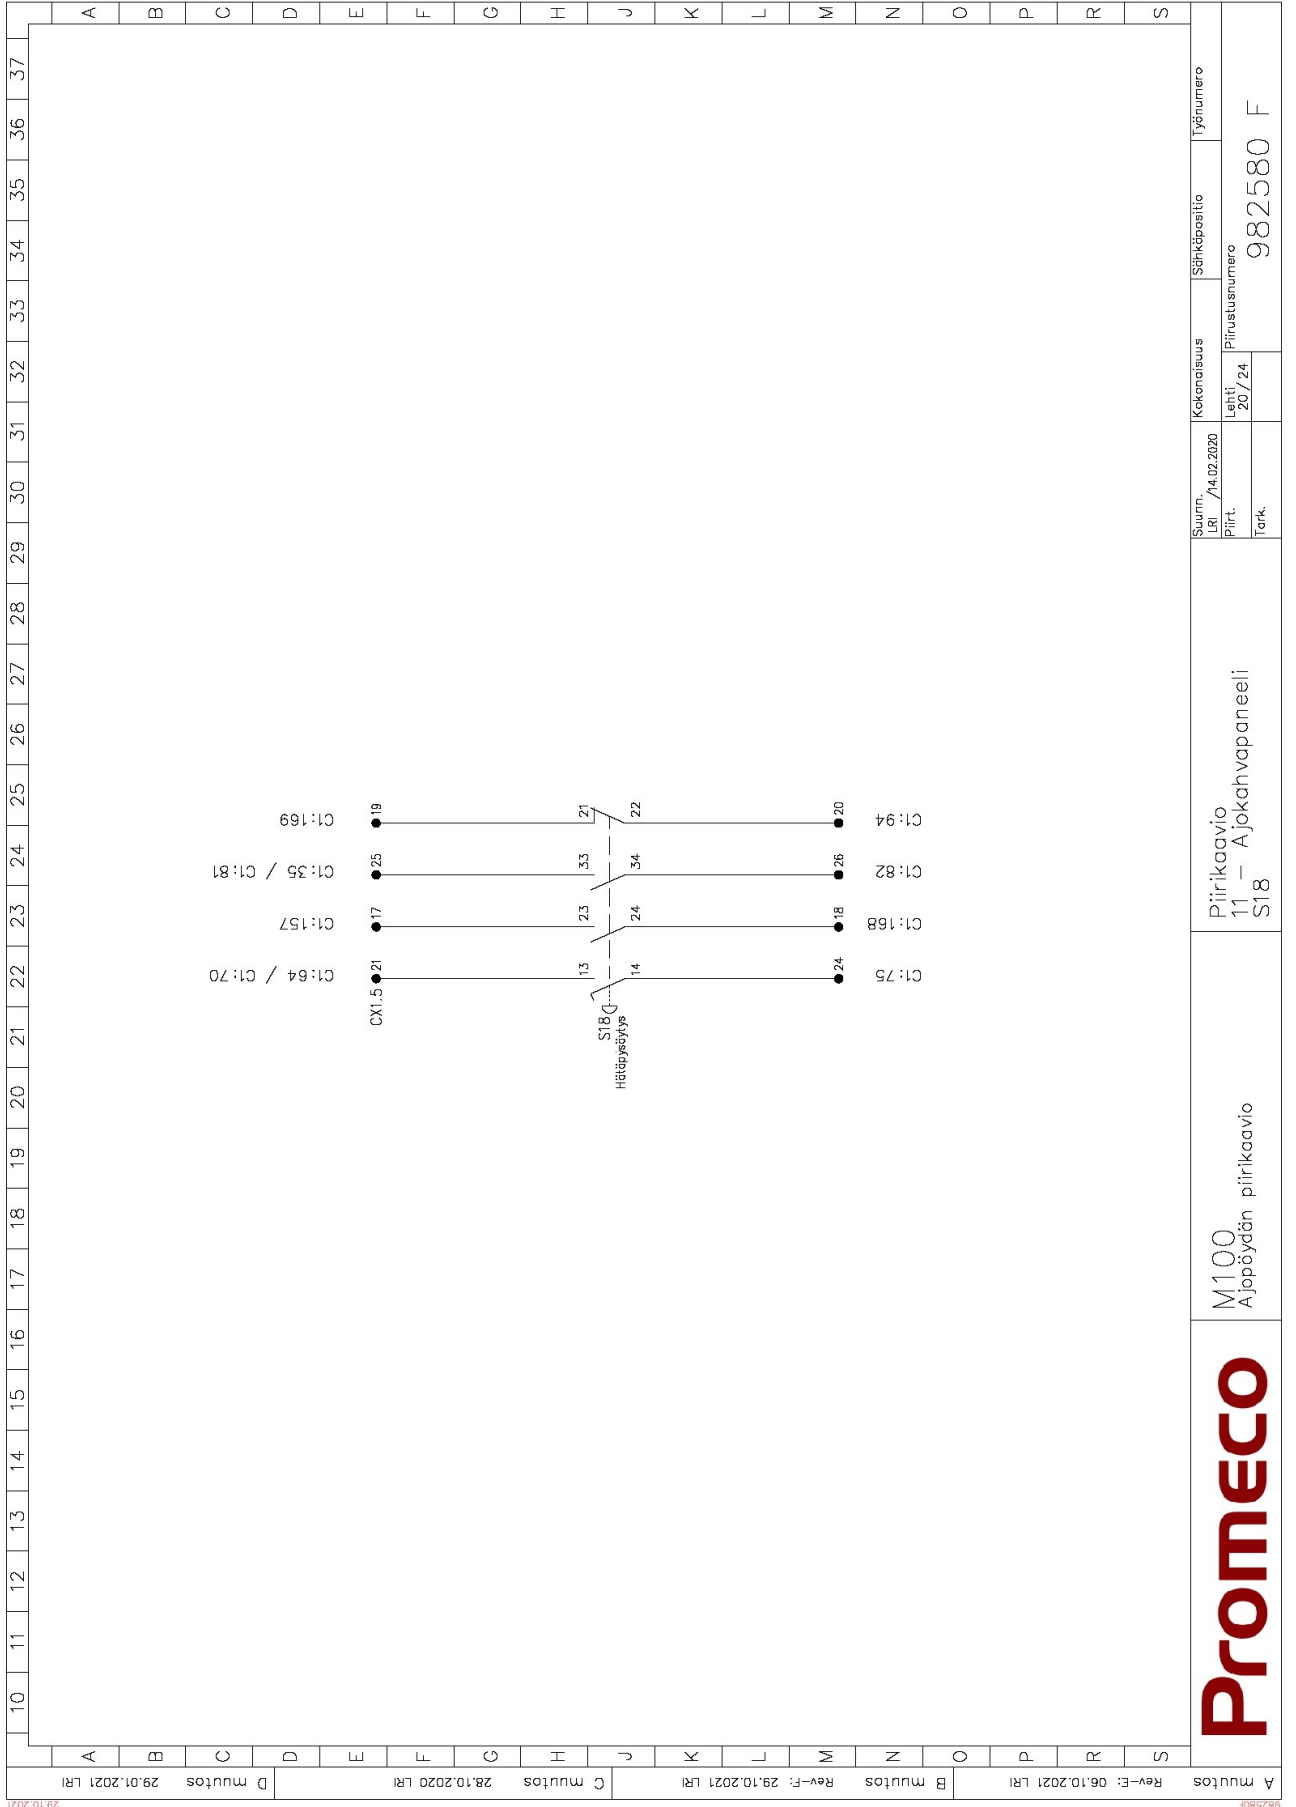 10 11 12 13 14 15 16 17 18 19 20 21 22 23 24 25 26 27 28 29 30 31 32 33 34 35 36 37
A
B
C
D
E
F
G
H
J
K
L
M
N
O
P
R
S
A
B
C
D
E
F
G
H
J
K
L
M
N
O
P
R
S
C1:64 / C1:70
C1:157
C1:35 / C1:81
C1:169
CX1.5 21
17
25
19
13
23
33
21
S18
Hätäpysäytys
14
24
34
22
24
18
26
20
C1:75
C1:168
C1:82
C1:94
A muutos
Rev-E: 06.10.2021 LRI
B muutos
Rev-F: 29.10.2021 LRI
C muutos
28.10.2020 LRI
D muutos
29.01.2021 LRI
982580F
29.10.2021
Promeco
M100
Ajopöydän piirikaavio
Piirikaavio
11 – Ajokahvapaneeli
S18
Suunn.
LRI /14.02.2020
Piirt.
Tark.
Kokonaisuus
Sähköpositio
Työnumero
Lehti
20/24
Piirustusnumero
982580 F